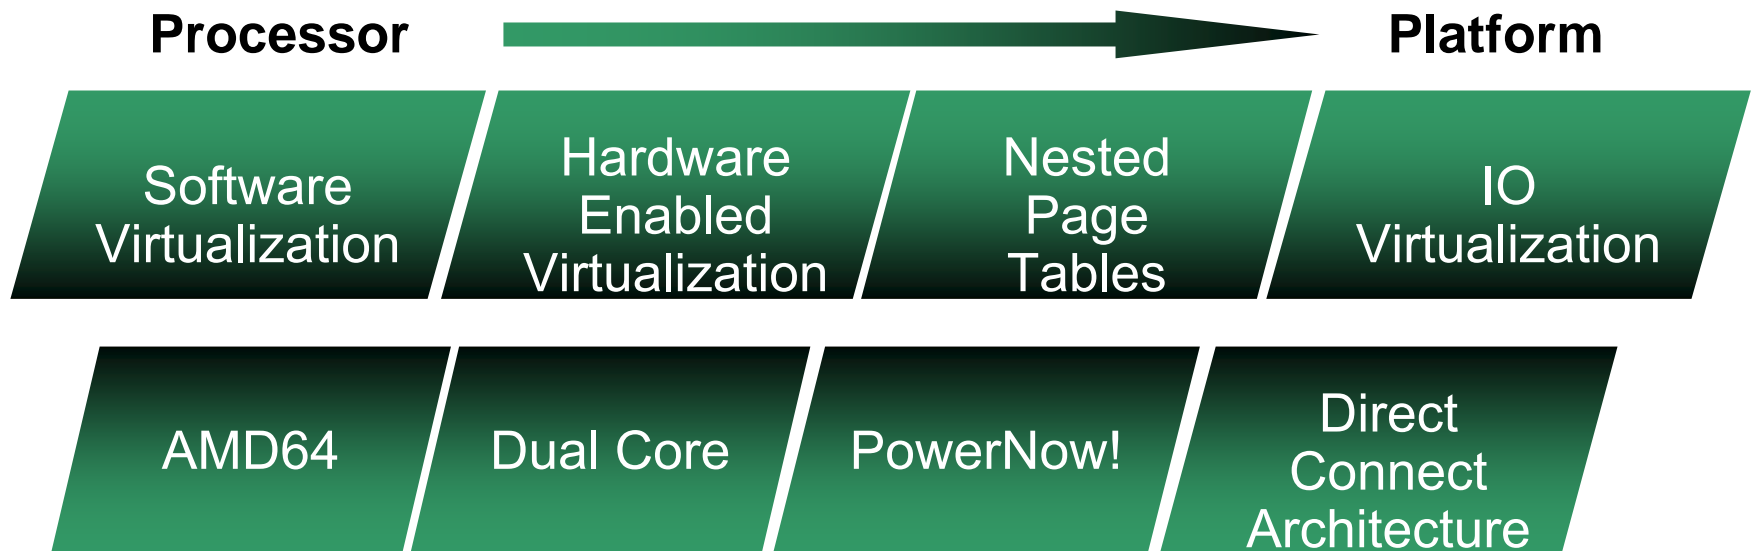 Processor
Platform
Software
Virtualization
Hardware
Enabled
Virtualization
Nested
Page
Tables
IO
Virtualization
AMD64
Dual Core
PowerNow!
Direct
Connect
Architecture